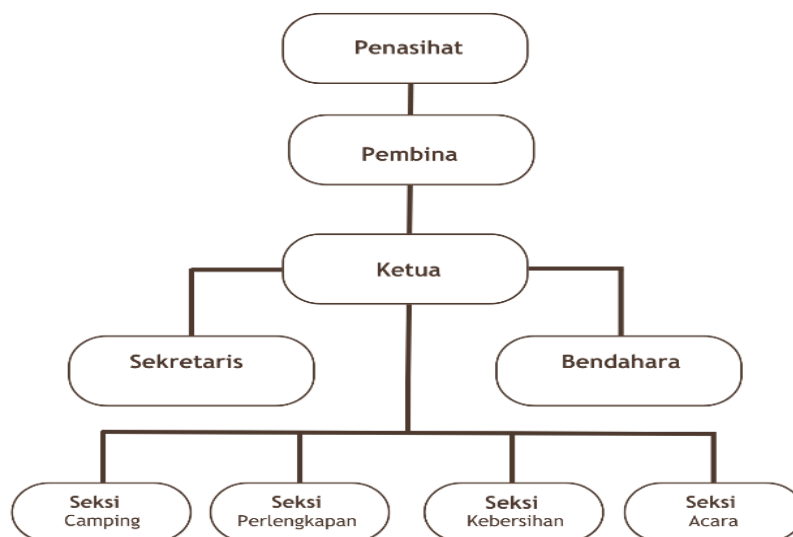 Penasihat
Pembina
Ketua
Sekretaris
Bendahara
Seksi
Camping
Seksi
Perlengkapan
Seksi
Kebersihan
Seksi
Acara